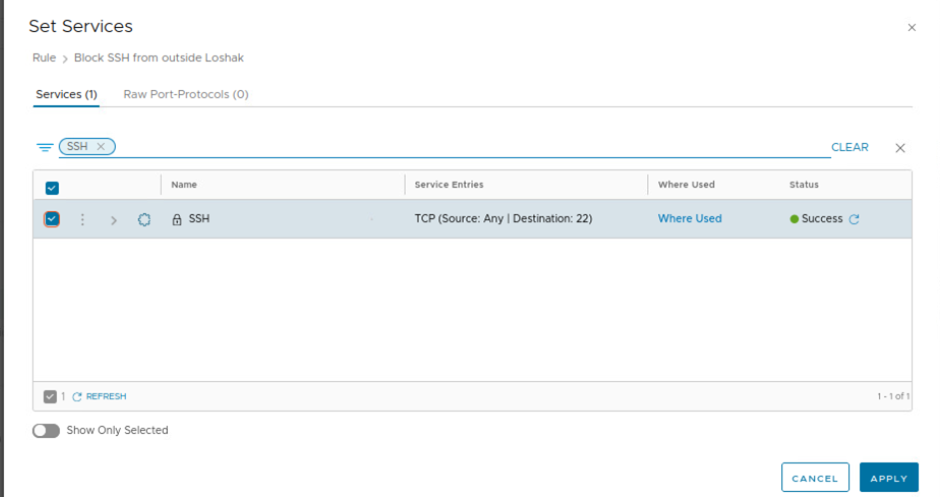 Set Services
Rule > Block SSH from outside Loshak
Services (1) Raw Port-Protocols (0)
SSH CLEAR
Name Service Entries Where Used Status
SSH TCP (Source: Any | Destination: 22) Where Used Success
1 REFRESH 1 - 1 of 1
Show Only Selected
CANCEL APPLY